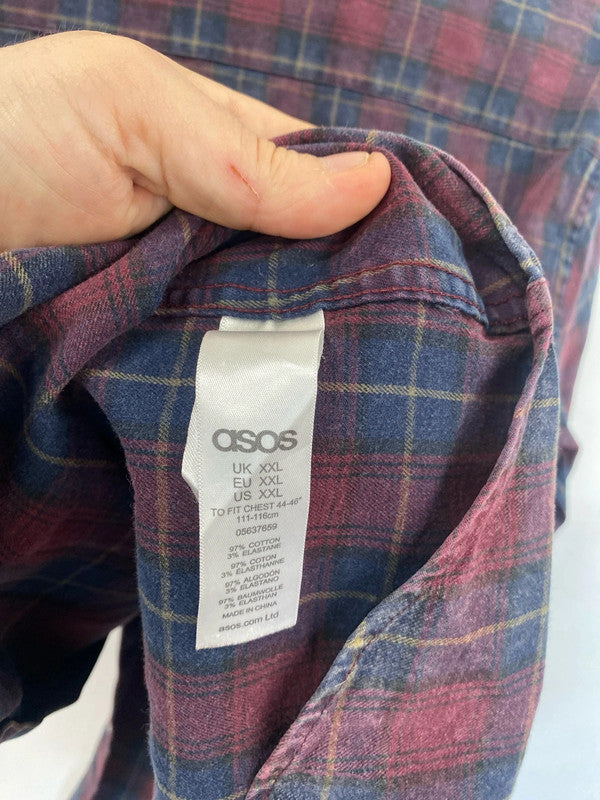 asos
UK XXL
EU XXL
US XXL
TO FIT CHEST 44-46"
111-116cm
05637659
97% COTTON
3% ELASTANE
97% COTON
3% ELASTHANNE
97% ALGODÓN
3% ELASTANO
97% BAUMWOLLE
3% ELASTHAN
MADE IN CHINA
asos.com Ltd